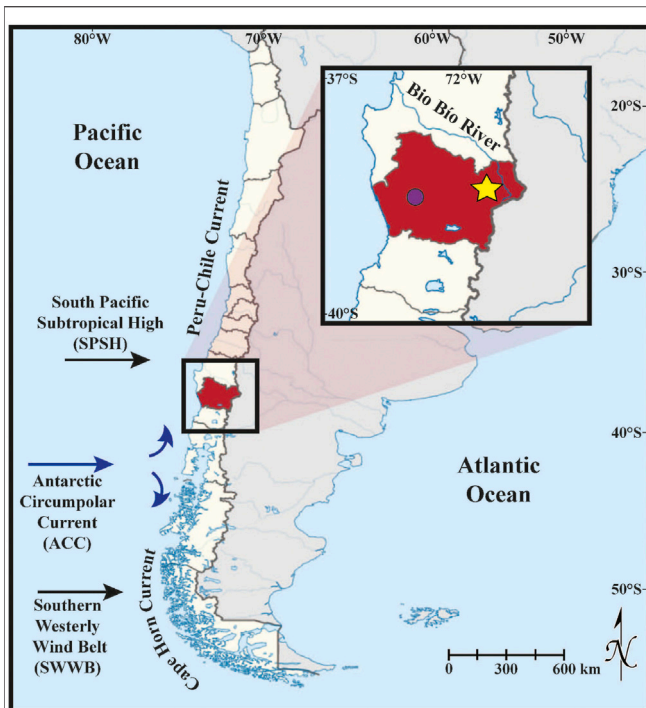 80°W
70°W
60°W
50°W
-37°S
72°W
Bio Bío River
-40°S
20°S
30°S
40°S
50°S
Pacific
Ocean
Peru-Chile Current
South Pacific
Subtropical High
(SPSH)
Antarctic
Circumpolar
Current
(ACC)
Atlantic
Ocean
Southern
Westerly
Wind Belt
(SWWB)
Cape Horn Current
N
0 300 600 km